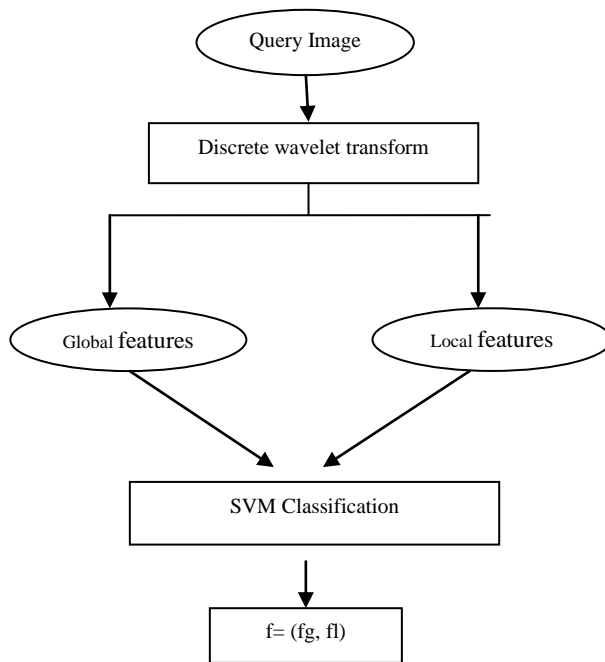 Query Image
Discrete wavelet transform
Global features
Local features
SVM Classification
f= (fg, fl)